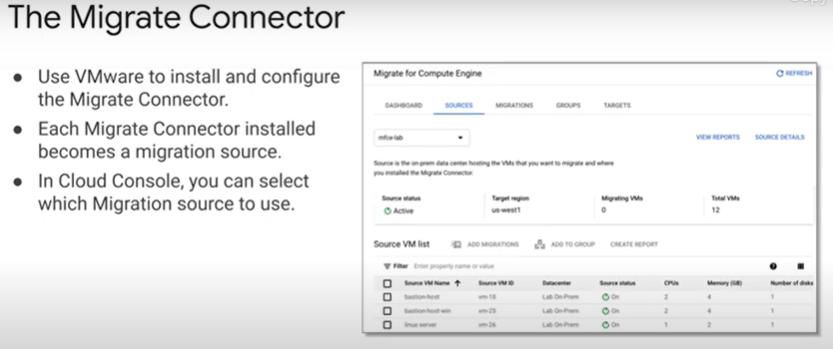 The Migrate Connector
● Use VMware to install and configure
the Migrate Connector.
● Each Migrate Connector installed
becomes a migration source.
● In Cloud Console, you can select
which Migration source to use.
Migrate for Compute Engine
REFRESH
DASHBOARD SOURCES MIGRATIONS GROUPS TARGETS
mfce-lab
VIEW REPORTS SOURCE DETAILS
Source is the on-prem data center hosting the VMs that you want to migrate and where
you installed the Migrate Connector.
Source status Target region Migrating VMs Total VMs
Active us-west1 0 12
Source VM list ADD MIGRATIONS ADD TO GROUP CREATE REPORT
Filter Enter property name or value
Source VM Name Source VM ID Datacenter Source status CPUs Memory (GB) Number of disks
bastion-host vm-18 Lab On-Prem On 2 4 1
bastion-host-win vm-25 Lab On-Prem On 2 4 1
linux-server vm-26 Lab On-Prem On 1 2 1